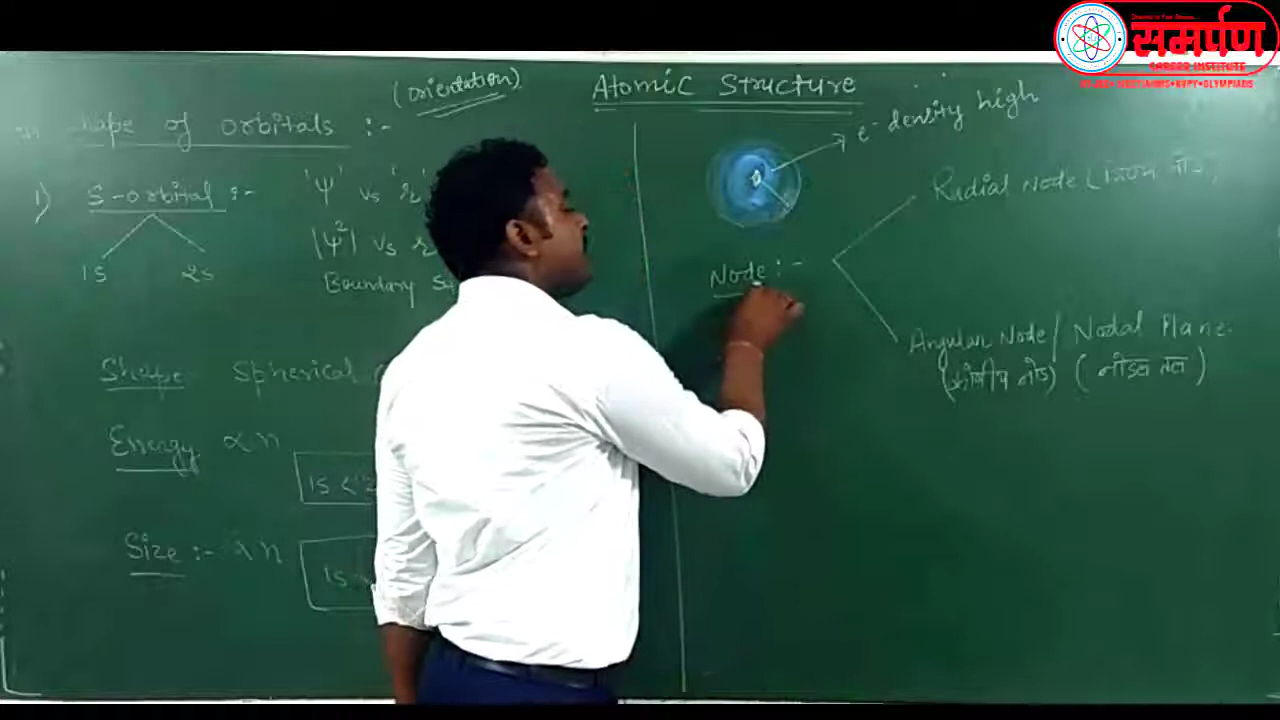 समर्पण
CAREER INSTITUTE
(orientation)
Atomic Structure
shape of orbitals :-
e⁻ density high
1) S-orbital :-
'Ψ' vs 'r'
1s 2s
|Ψ²| vs r
Boundary
Radial Node (
Node :-
Angular Node / Nodal Plane
(कोणीय नोड) (नोडल तल)
Shape Spherical
Energy ∝ n
1s <
Size :- ∝ n
1s